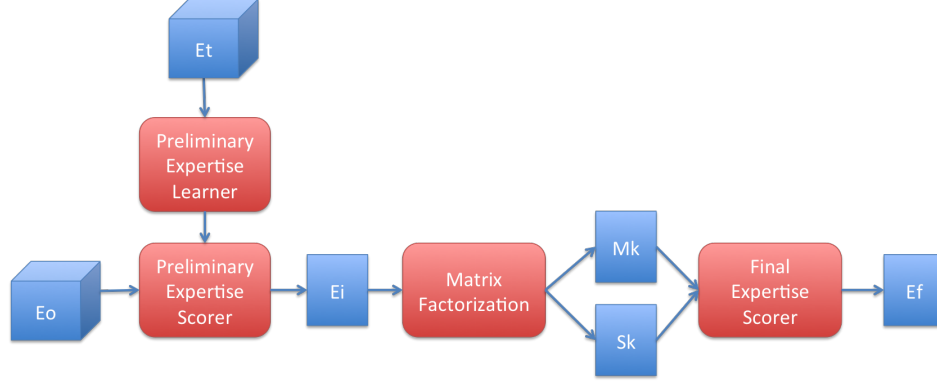 Et
Preliminary
Expertise
Learner
Eo
Preliminary
Expertise
Scorer
Ei
Matrix
Factorization
Mk
Sk
Final
Expertise
Scorer
Ef